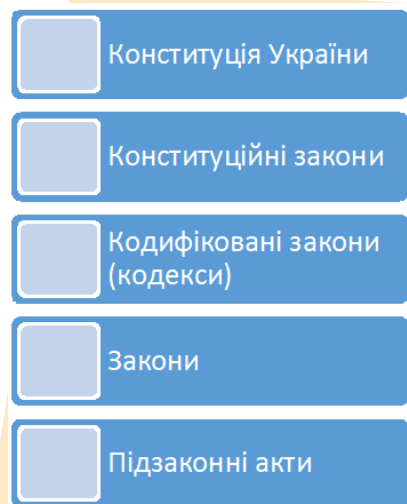 Конституція України
Конституційні закони
Кодифіковані закони
(кодекси)
Закони
Підзаконні акти